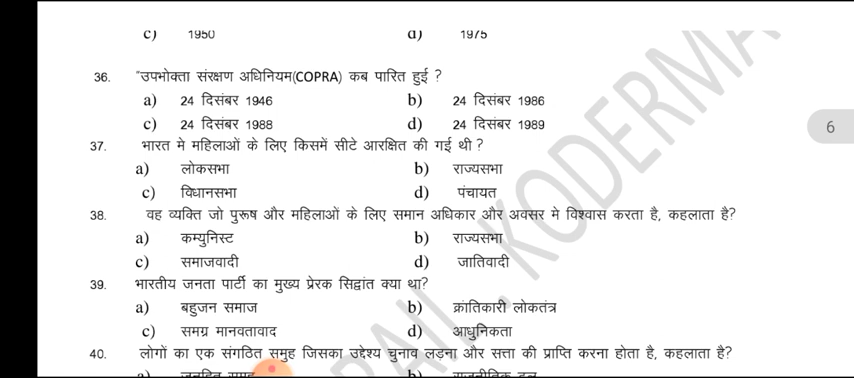 c) 1950 d) 1975
36. "उपभोक्ता संरक्षण अधिनियम(COPRA) कब पारित हुई ?
a) 24 दिसंबर 1946 b) 24 दिसंबर 1986
c) 24 दिसंबर 1988 d) 24 दिसंबर 1989
6
37. भारत मे महिलाओं के लिए किसमें सीटे आरक्षित की गई थी ?
a) लोकसभा b) राज्यसभा
c) विधानसभा d) पंचायत
38. वह व्यक्ति जो पुरूष और महिलाओं के लिए समान अधिकार और अवसर मे विश्वास करता है, कहलाता है?
a) कम्युनिस्ट b) राज्यसभा
c) समाजवादी d) जातिवादी
39. भारतीय जनता पार्टी का मुख्य प्रेरक सिद्वांत क्या था?
a) बहुजन समाज b) क्रांतिकारी लोकतंत्र
c) समग्र मानवतावाद d) आधुनिकता
40. लोगों का एक संगठित समुह जिसका उद्देश्य चुनाव लड़ना और सत्ता की प्राप्ति करना होता है, कहलाता है?
RAIL , KODERMA